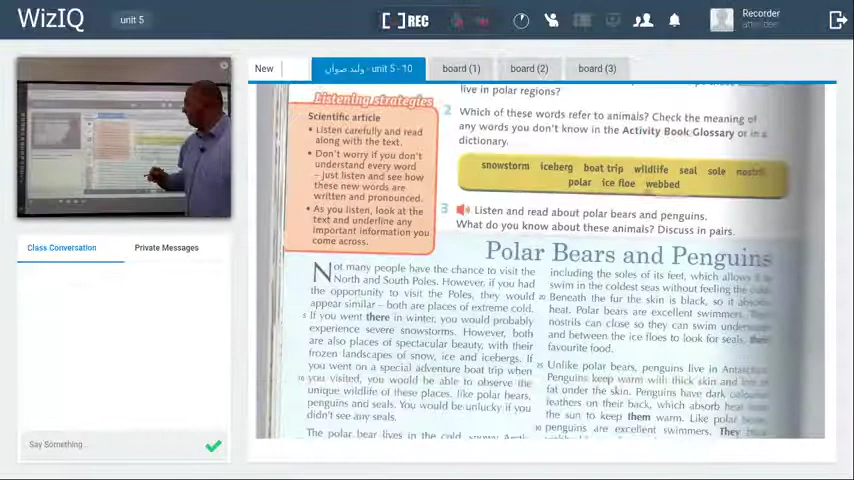 WizIQ
unit 5
REC
Recorder
attendee
New
وليد صوان - unit 5 - 10
board (1)
board (2)
board (3)
Class Conversation
Private Messages
Say Something...
Listening strategies
Scientific article
• Listen carefully and read
along with the text.
• Don't worry if you don't
understand every word
– just listen and see how
these new words are
written and pronounced.
• As you listen, look at the
text and underline any
important information you
come across.
live in polar regions?
2 Which of these words refer to animals? Check the meaning of
any words you don't know in the Activity Book Glossary or in a
dictionary.
snowstorm iceberg boat trip wildlife seal sole nostril
polar ice floe webbed
3 Listen and read about polar bears and penguins.
What do you know about these animals? Discuss in pairs.
Polar Bears and Penguins
Not many people have the chance to visit the
North and South Poles. However, if you had
the opportunity to visit the Poles, they would
appear similar – both are places of extreme cold.
5 If you went there in winter, you would probably
experience severe snowstorms. However, both
are also places of spectacular beauty, with their
frozen landscapes of snow, ice and icebergs. If
you went on a special adventure boat trip when
10 you visited, you would be able to observe the
unique wildlife of these places, like polar bears,
penguins and seals. You would be unlucky if you
didn't see any seals.
The polar bear lives in the cold, snowy Arctic
including the soles of its feet, which allows it to
swim in the coldest seas without feeling the cold.
20 Beneath the fur the skin is black, so it absorbs
heat. Polar bears are excellent swimmers. Their
nostrils can close so they can swim underwater
and between the ice floes to look for seals, their
favourite food.
25 Unlike polar bears, penguins live in Antarctica.
Penguins keep warm with thick skin and lots of
fat under the skin. Penguins have dark coloured
feathers on their back, which absorb heat from
the sun to keep them warm. Like polar bears,
30 penguins are excellent swimmers. They